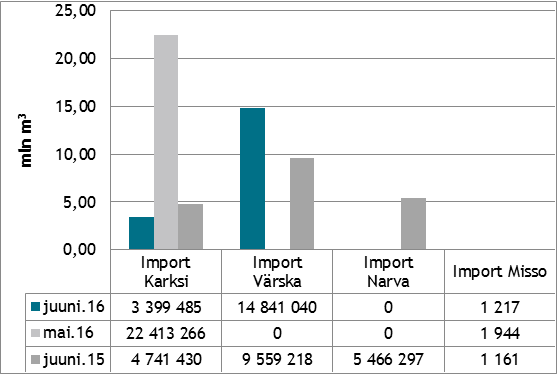 25,00
20,00
15,00
10,00
5,00
0,00
mln m³
Import Karksi
Import Värska
Import Narva
Import Misso
juuni.16 3 399 485 14 841 040 0 1 217
mai.16 22 413 266 0 0 1 944
juuni.15 4 741 430 9 559 218 5 466 297 1 161